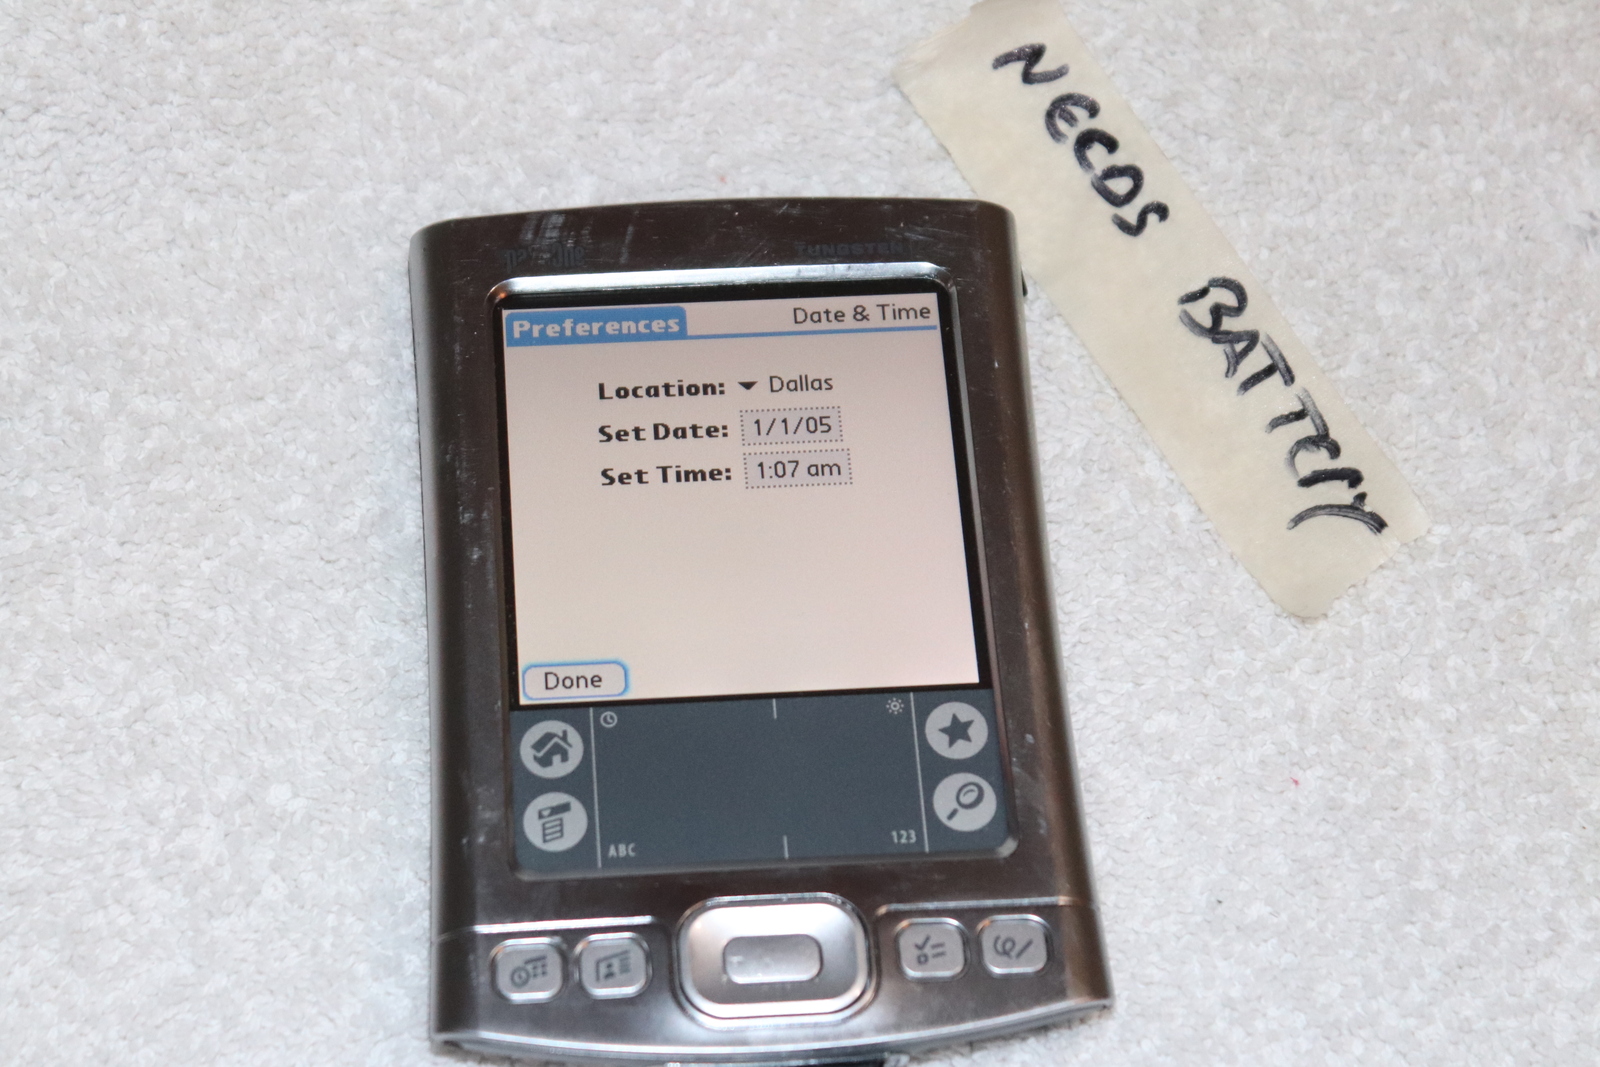 NEEDS BATTERY
TUNGSTEN
Preferences
Date & Time
Location: Dallas
Set Date: 1/1/05
Set Time: 1:07 am
Done
ABC
123